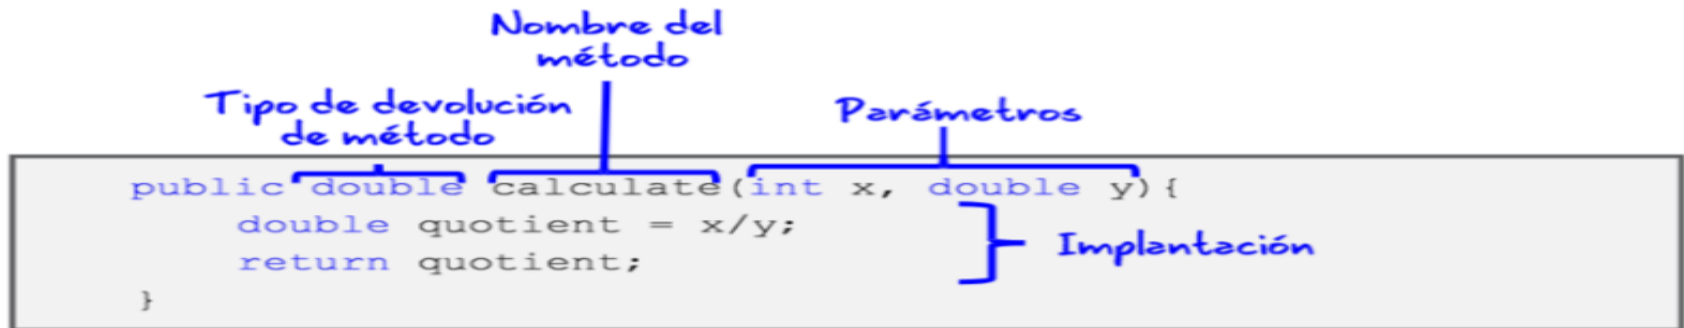 Nombre del
método
Tipo de devolución
de método
Parámetros
public double calculate(int x, double y){
double quotient = x/y;
return quotient;
Implantación
}